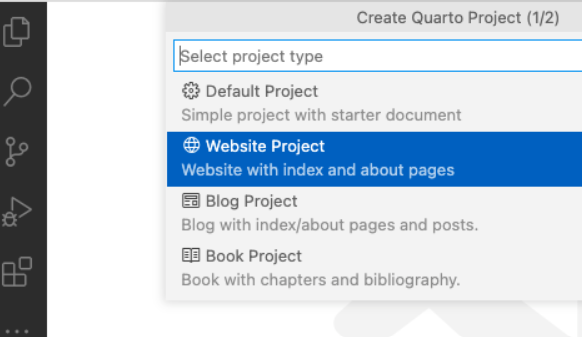 Create Quarto Project (1/2)
Select project type
Default Project
Simple project with starter document
Website Project
Website with index and about pages
Blog Project
Blog with index/about pages and posts.
Book Project
Book with chapters and bibliography.